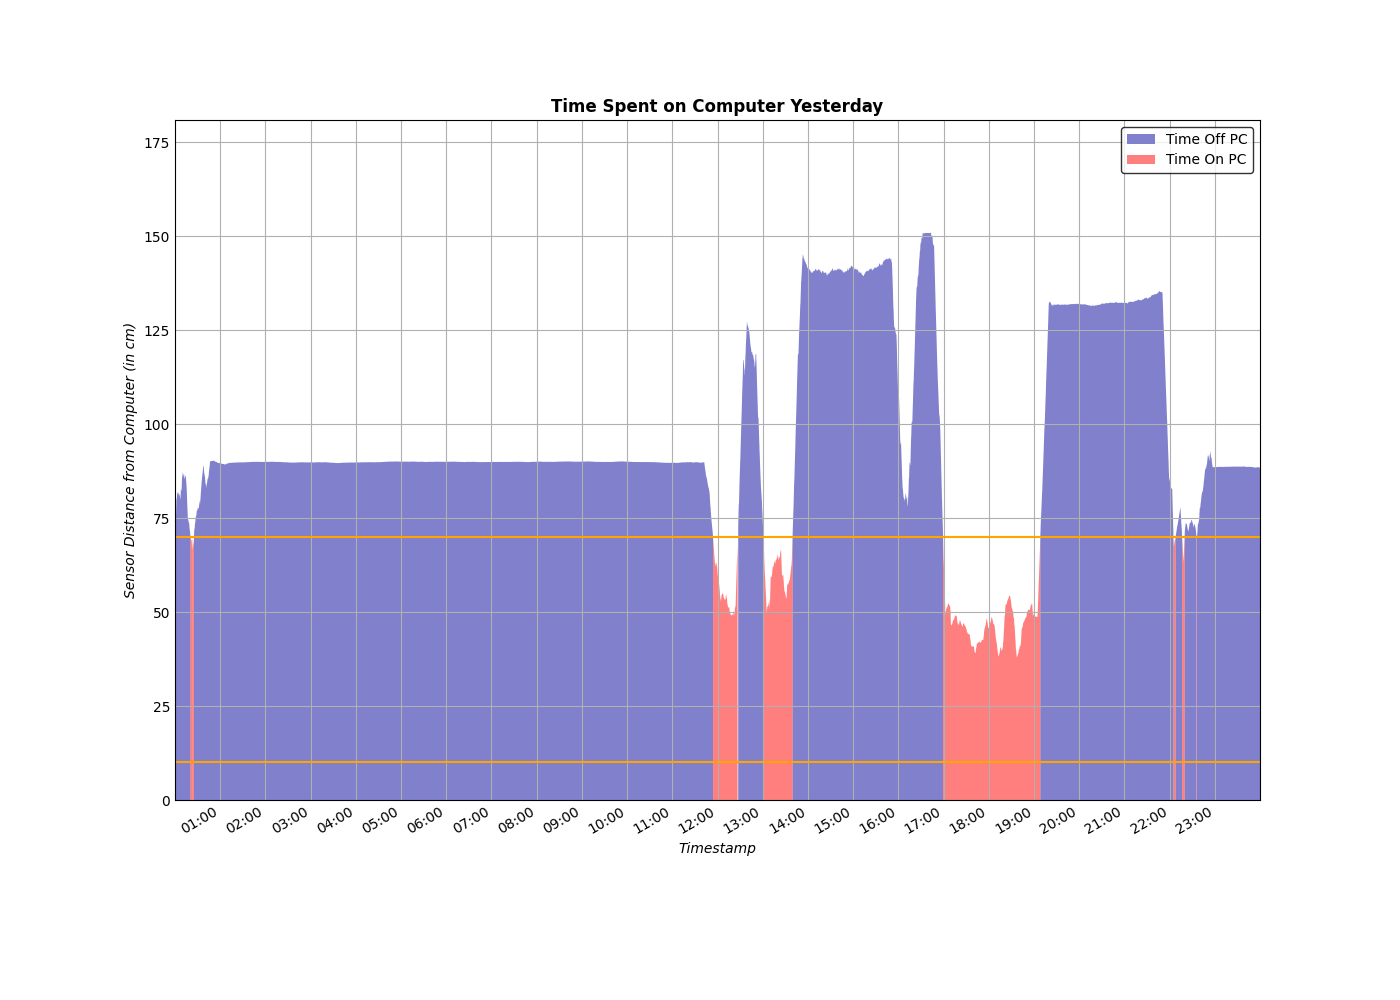 Time Spent on Computer Yesterday
Time Off PC
Time On PC
175
150
125
100
75
50
25
0
Sensor Distance from Computer (in cm)
01:00 02:00 03:00 04:00 05:00 06:00 07:00 08:00 09:00 10:00 11:00 12:00 13:00 14:00 15:00 16:00 17:00 18:00 19:00 20:00 21:00 22:00 23:00
Timestamp